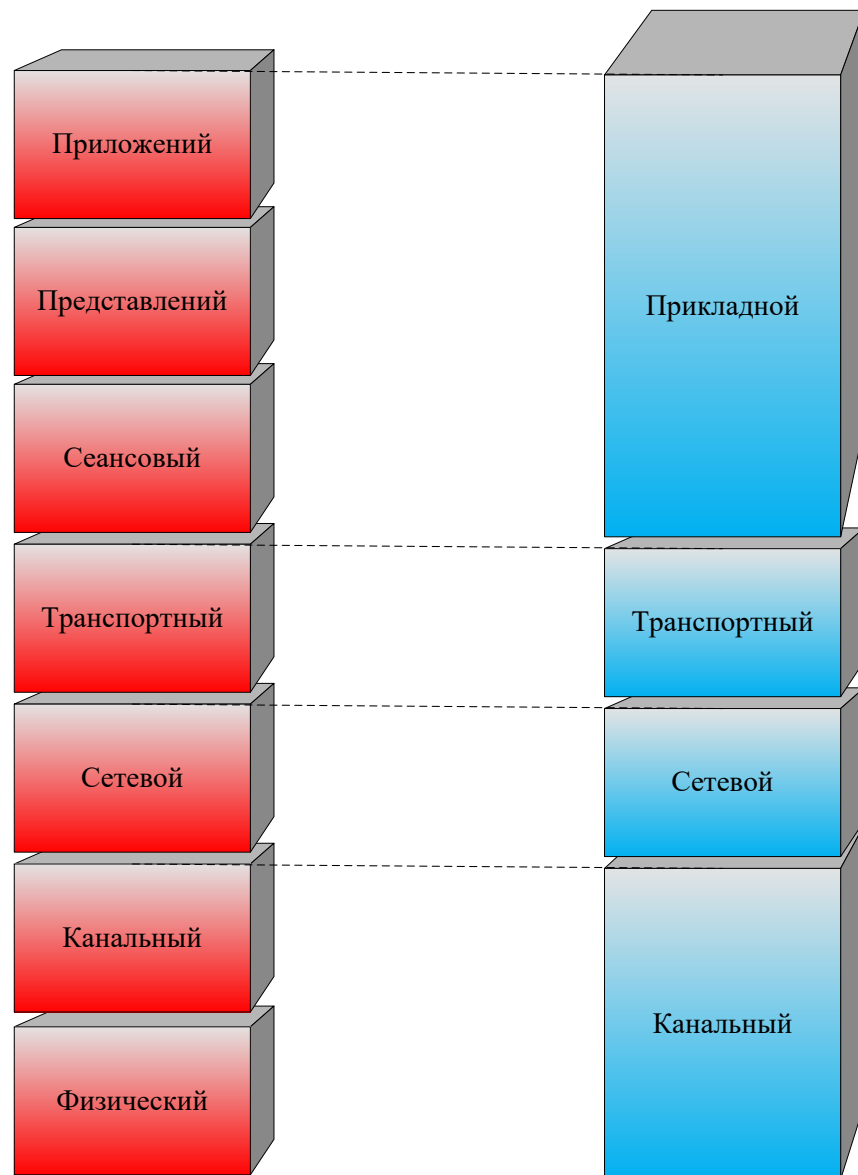 Приложений
Представлений
Сеансовый
Транспортный
Сетевой
Канальный
Физический
Прикладной
Транспортный
Сетевой
Канальный